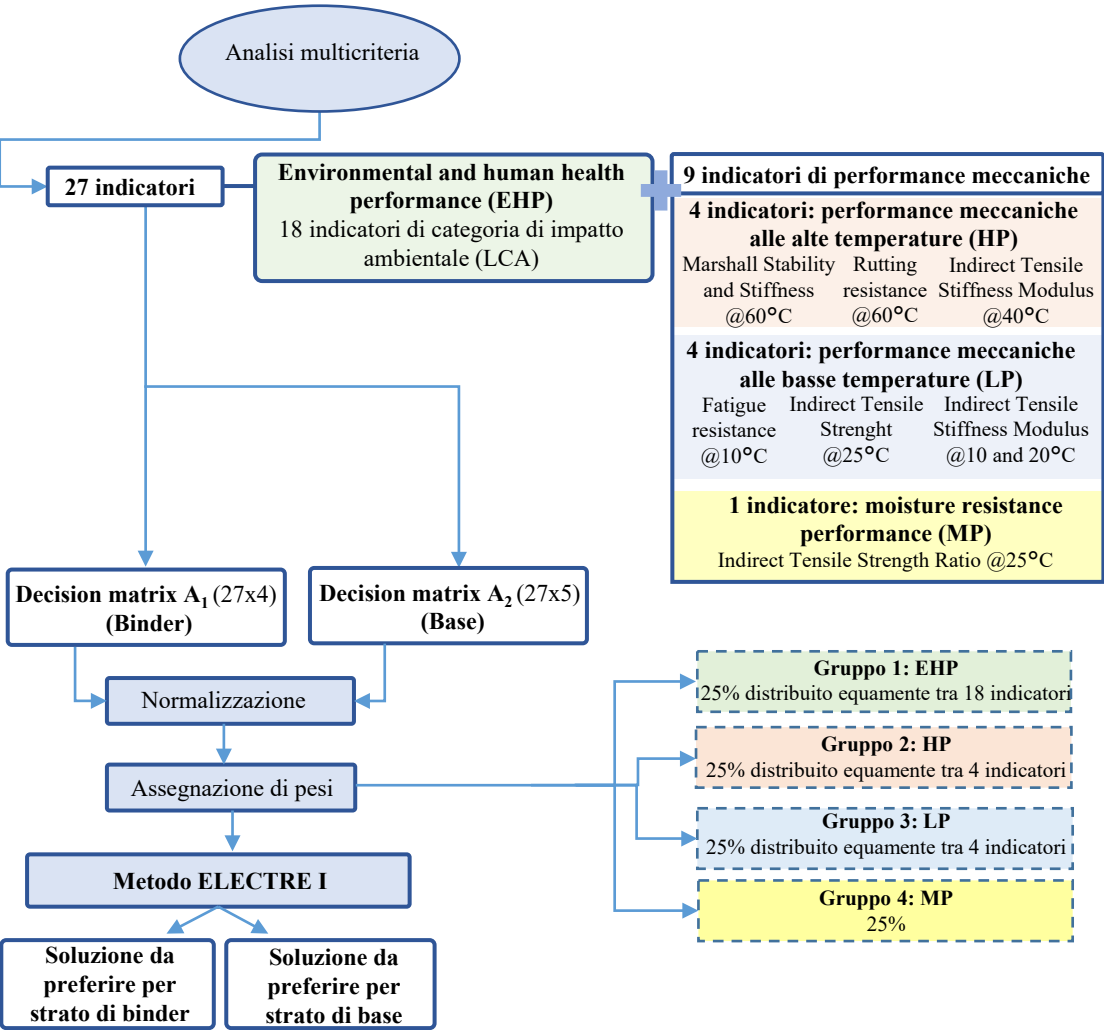 Analisi multicriteria
27 indicatori
Environmental and human health
performance (EHP)
18 indicatori di categoria di impatto
ambientale (LCA)
9 indicatori di performance meccaniche
4 indicatori: performance meccaniche
alle alte temperature (HP)
Marshall Stability
and Stiffness
@60°C
Rutting
resistance
@60°C
Indirect Tensile
Stiffness Modulus
@40°C
4 indicatori: performance meccaniche
alle basse temperature (LP)
Fatigue
resistance
@10°C
Indirect Tensile
Strenght
@25°C
Indirect Tensile
Stiffness Modulus
@10 and 20°C
1 indicatore: moisture resistance
performance (MP)
Indirect Tensile Strength Ratio @25°C
Decision matrix A1 (27x4)
(Binder)
Decision matrix A2 (27x5)
(Base)
Normalizzazione
Assegnazione di pesi
Metodo ELECTRE I
Soluzione da
preferire per
strato di binder
Soluzione da
preferire per
strato di base
Gruppo 1: EHP
25% distribuito equamente tra 18 indicatori
Gruppo 2: HP
25% distribuito equamente tra 4 indicatori
Gruppo 3: LP
25% distribuito equamente tra 4 indicatori
Gruppo 4: MP
25%